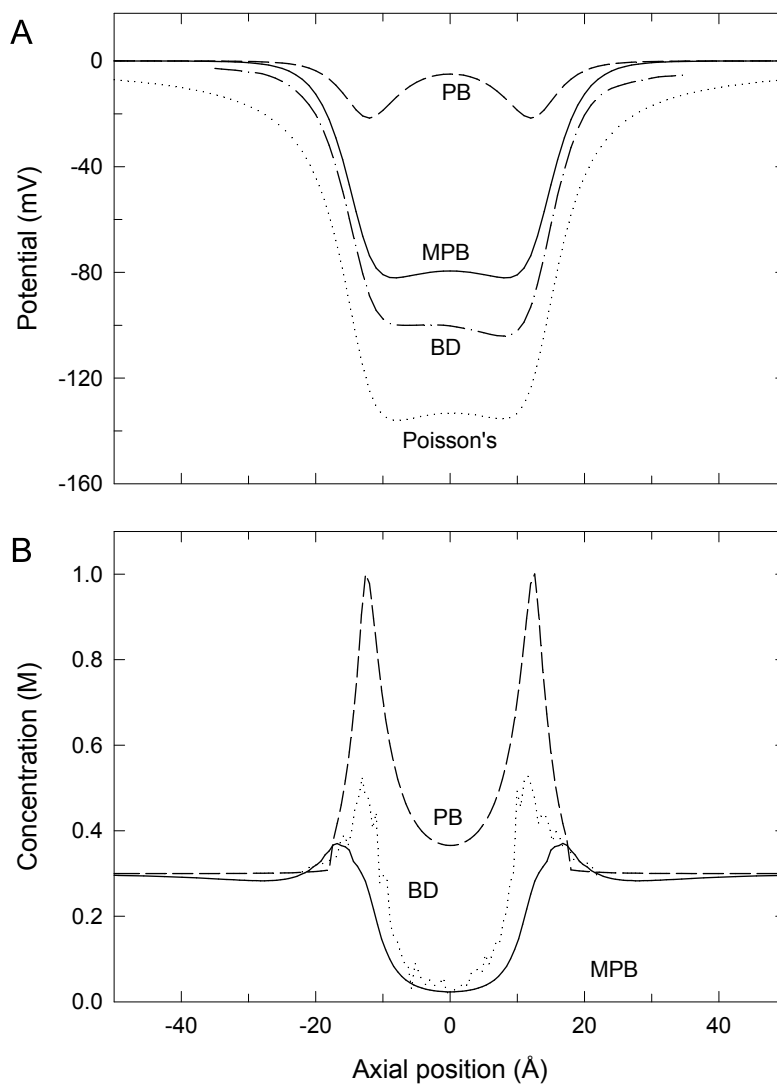 A
0
-40
-80
-120
-160
Potential (mV)
PB
MPB
BD
Poisson's
B
1.0
0.8
0.6
0.4
0.2
0.0
Concentration (M)
PB
BD
MPB
-40 -20 0 20 40
Axial position (Å)